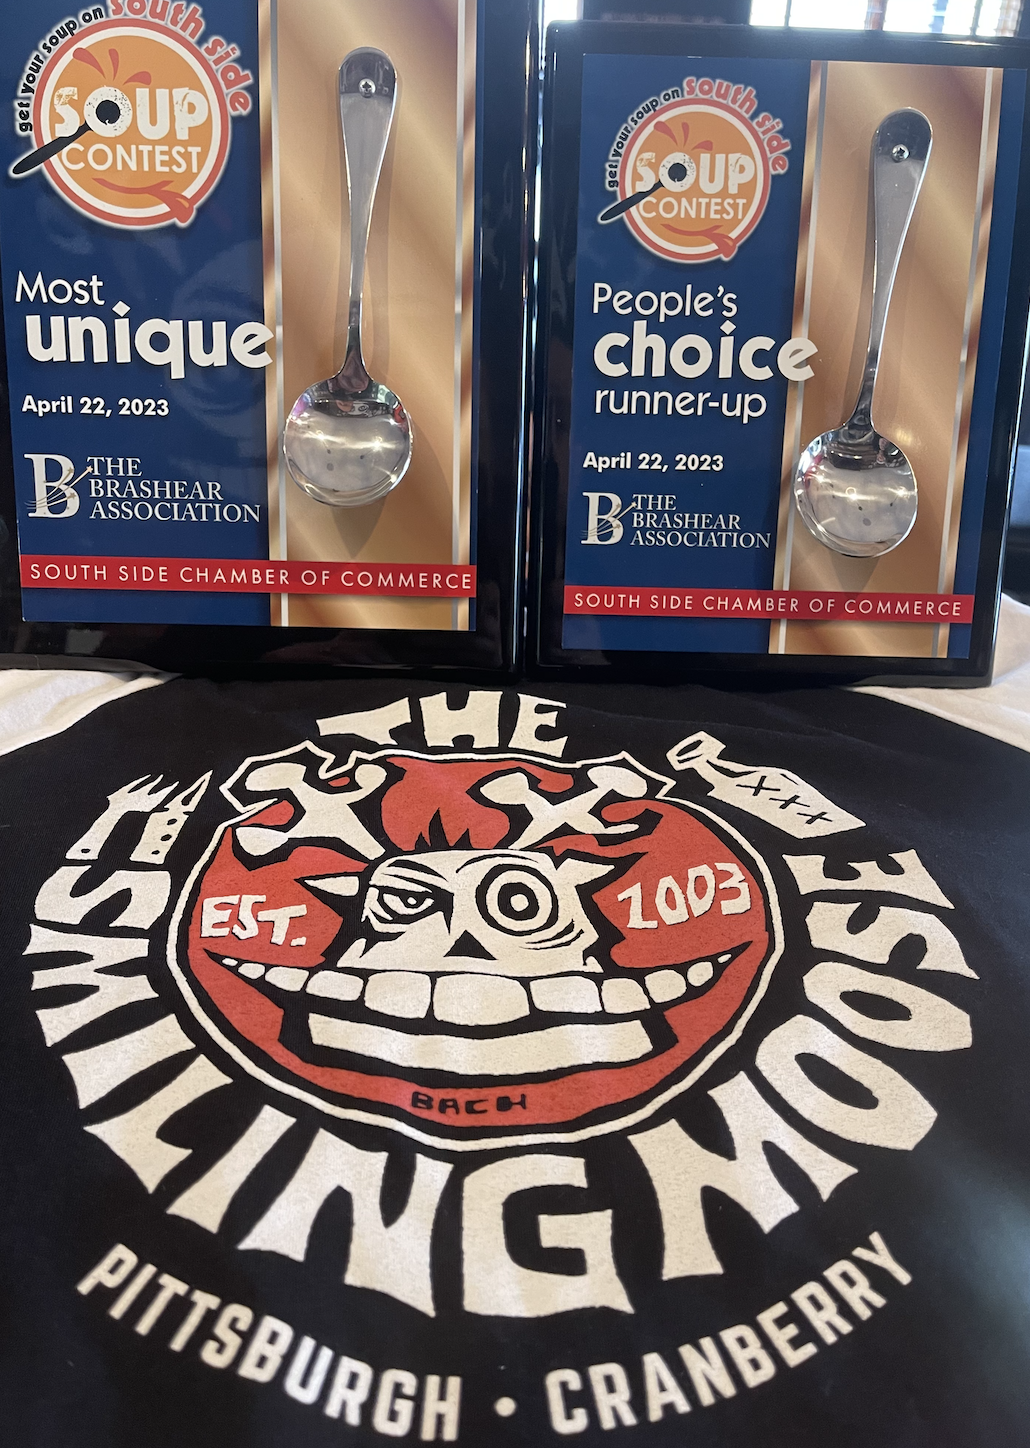 get your soup on South Side
SOUP
CONTEST
Most
unique
April 22, 2023
B THE
BRASHEAR
ASSOCIATION
SOUTH SIDE CHAMBER OF COMMERCE
get your soup on South Side
SOUP
CONTEST
People's
choice
runner-up
April 22, 2023
B THE
BRASHEAR
ASSOCIATION
SOUTH SIDE CHAMBER OF COMMERCE
THE
XXX
EST. 2003
BACH
SMILING MOOSE
PITTSBURGH • CRANBERRY